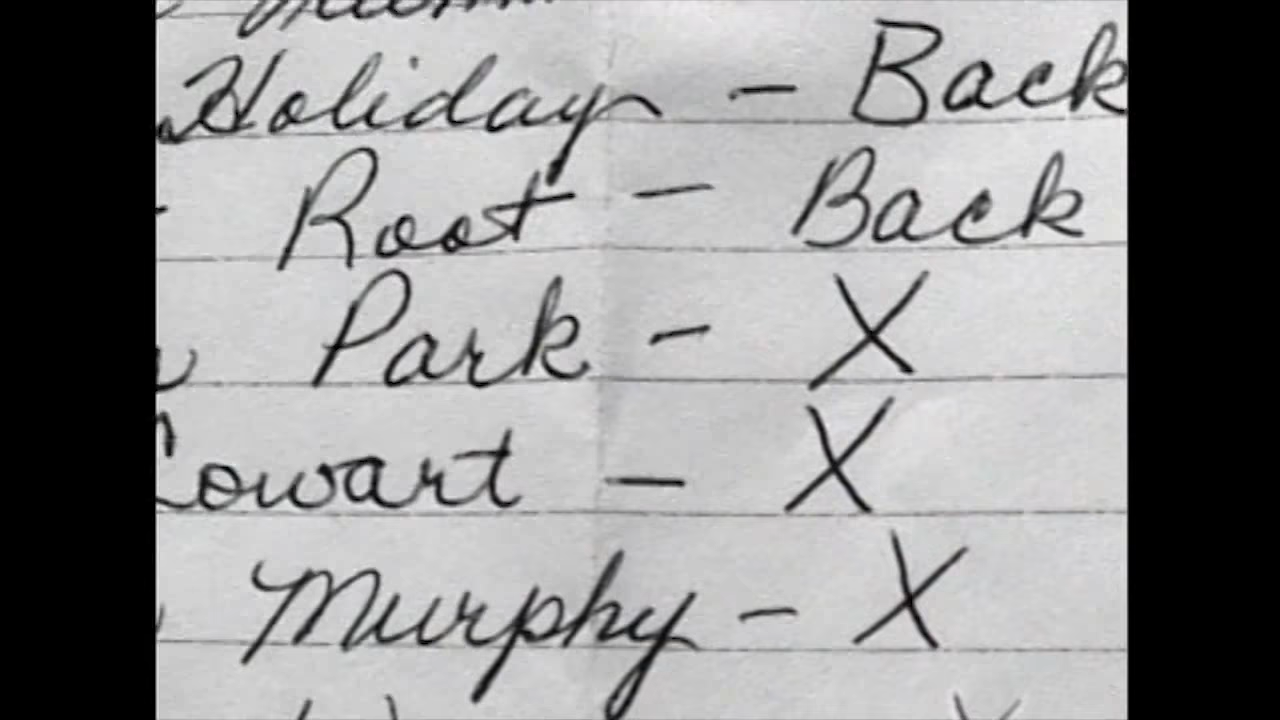 Holiday - Back
Root - Back
Park - X
Cowart - X
Murphy - X